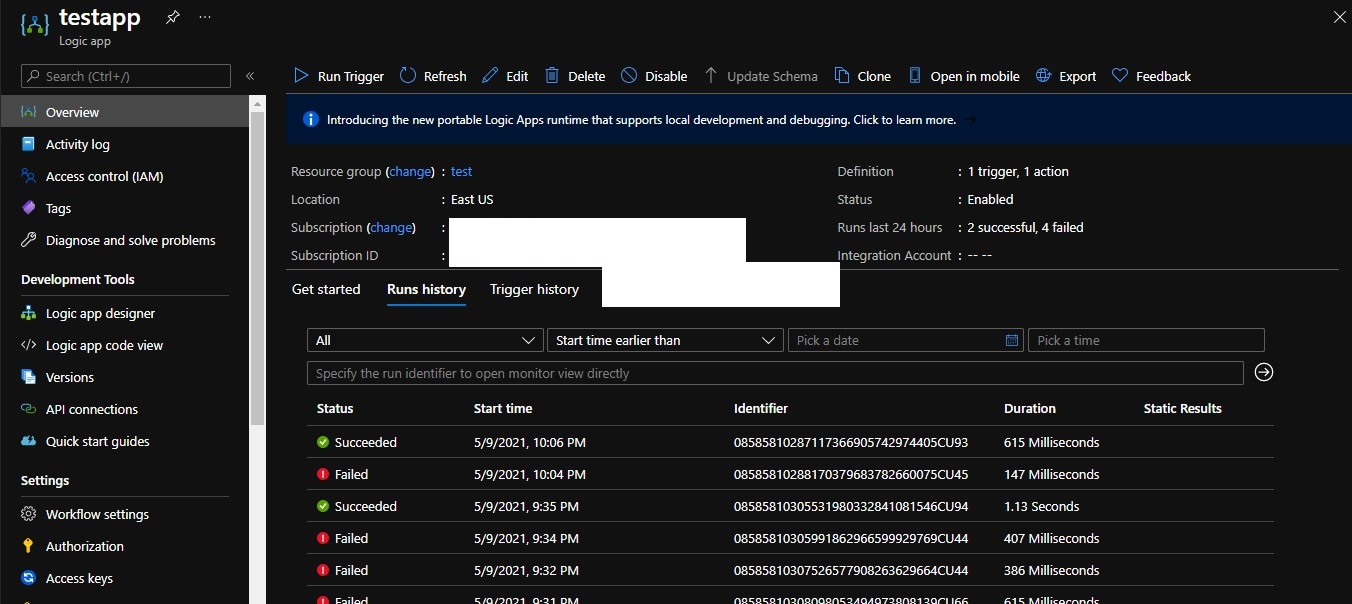 testapp
Logic app
Search (Ctrl+/)
Overview
Activity log
Access control (IAM)
Tags
Diagnose and solve problems
Development Tools
Logic app designer
Logic app code view
Versions
API connections
Quick start guides
Settings
Workflow settings
Authorization
Access keys
Run Trigger Refresh Edit Delete Disable Update Schema Clone Open in mobile Export Feedback
Introducing the new portable Logic Apps runtime that supports local development and debugging. Click to learn more. →
Resource group (change) : test
Location : East US
Subscription (change) :
Subscription ID :
Definition : 1 trigger, 1 action
Status : Enabled
Runs last 24 hours : 2 successful, 4 failed
Integration Account : -- --
Get started Runs history Trigger history
All Start time earlier than Pick a date Pick a time
Specify the run identifier to open monitor view directly
Status Start time Identifier Duration Static Results
Succeeded 5/9/2021, 10:06 PM 08585810287117366905742974405CU93 615 Milliseconds
Failed 5/9/2021, 10:04 PM 08585810288170379683782660075CU45 147 Milliseconds
Succeeded 5/9/2021, 9:35 PM 08585810305531980332841081546CU94 1.13 Seconds
Failed 5/9/2021, 9:34 PM 08585810305991862966599929769CU44 407 Milliseconds
Failed 5/9/2021, 9:32 PM 08585810307526577908263629664CU44 386 Milliseconds
Failed 5/9/2021, 9:31 PM 08585810308098053494973808139CU66 615 Milliseconds